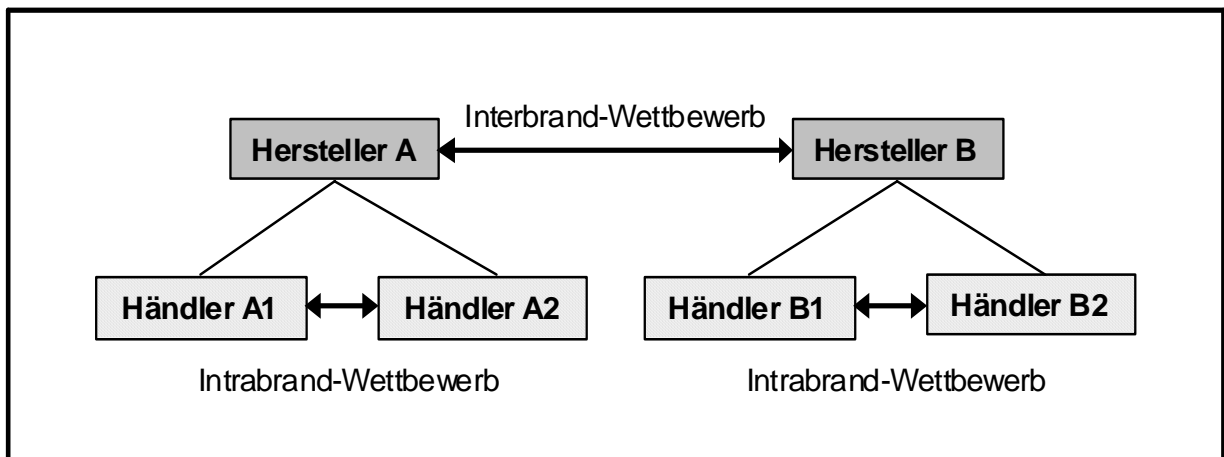 Interbrand-Wettbewerb
Hersteller A
Hersteller B
Händler A1
Händler A2
Händler B1
Händler B2
Intrabrand-Wettbewerb
Intrabrand-Wettbewerb